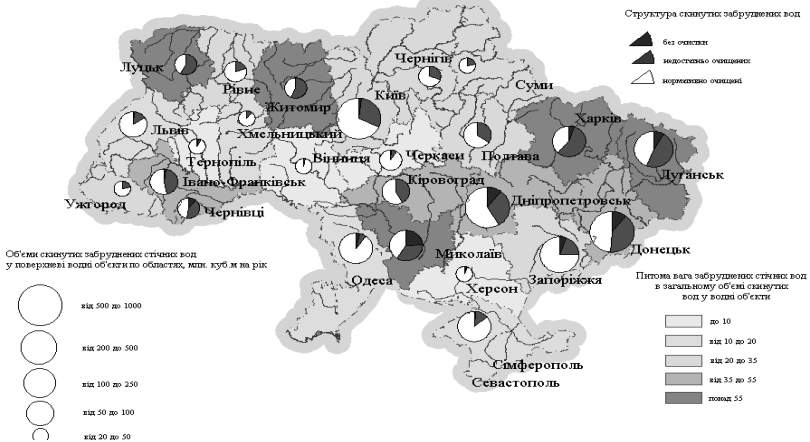 Структура скинутих забруднених вод
без очистки
недостатньо очищених
нормативно очищені
Чернігів
Луцьк
Рівне
Суми
Житомир
Київ
Харків
Львів
Хмельницький
Тернопіль
Вінниця
Черкаси
Полтава
Луганськ
Івано-Франківськ
Кіровоград
Ужгород
Чернівці
Дніпропетровськ
Донецьк
Миколаїв
Одеса
Запоріжжя
Херсон
Сімферополь
Севастополь
Об'єми скинутих забруднених стічних вод
у поверхневі водні об'єкти по областях, млн. куб.м на рік
від 500 до 1000
від 200 до 500
від 100 до 250
від 50 до 100
від 20 до 50
Питома вага забруднених стічних вод
в загальному об'ємі скинутих
вод у водні об'єкти
до 10
від 10 до 20
від 20 до 35
від 35 до 55
понад 55